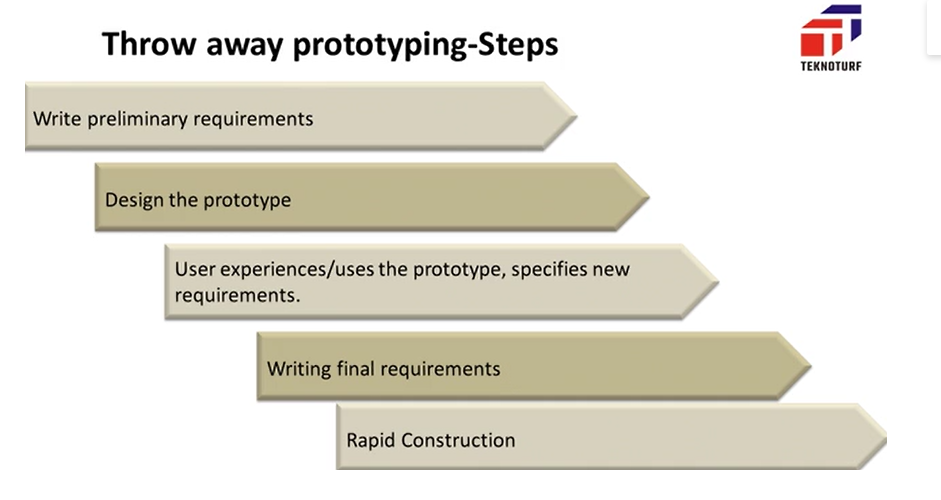 Throw away prototyping-Steps
TEKNOTURF
Write preliminary requirements
Design the prototype
User experiences/uses the prototype, specifies new
requirements.
Writing final requirements
Rapid Construction